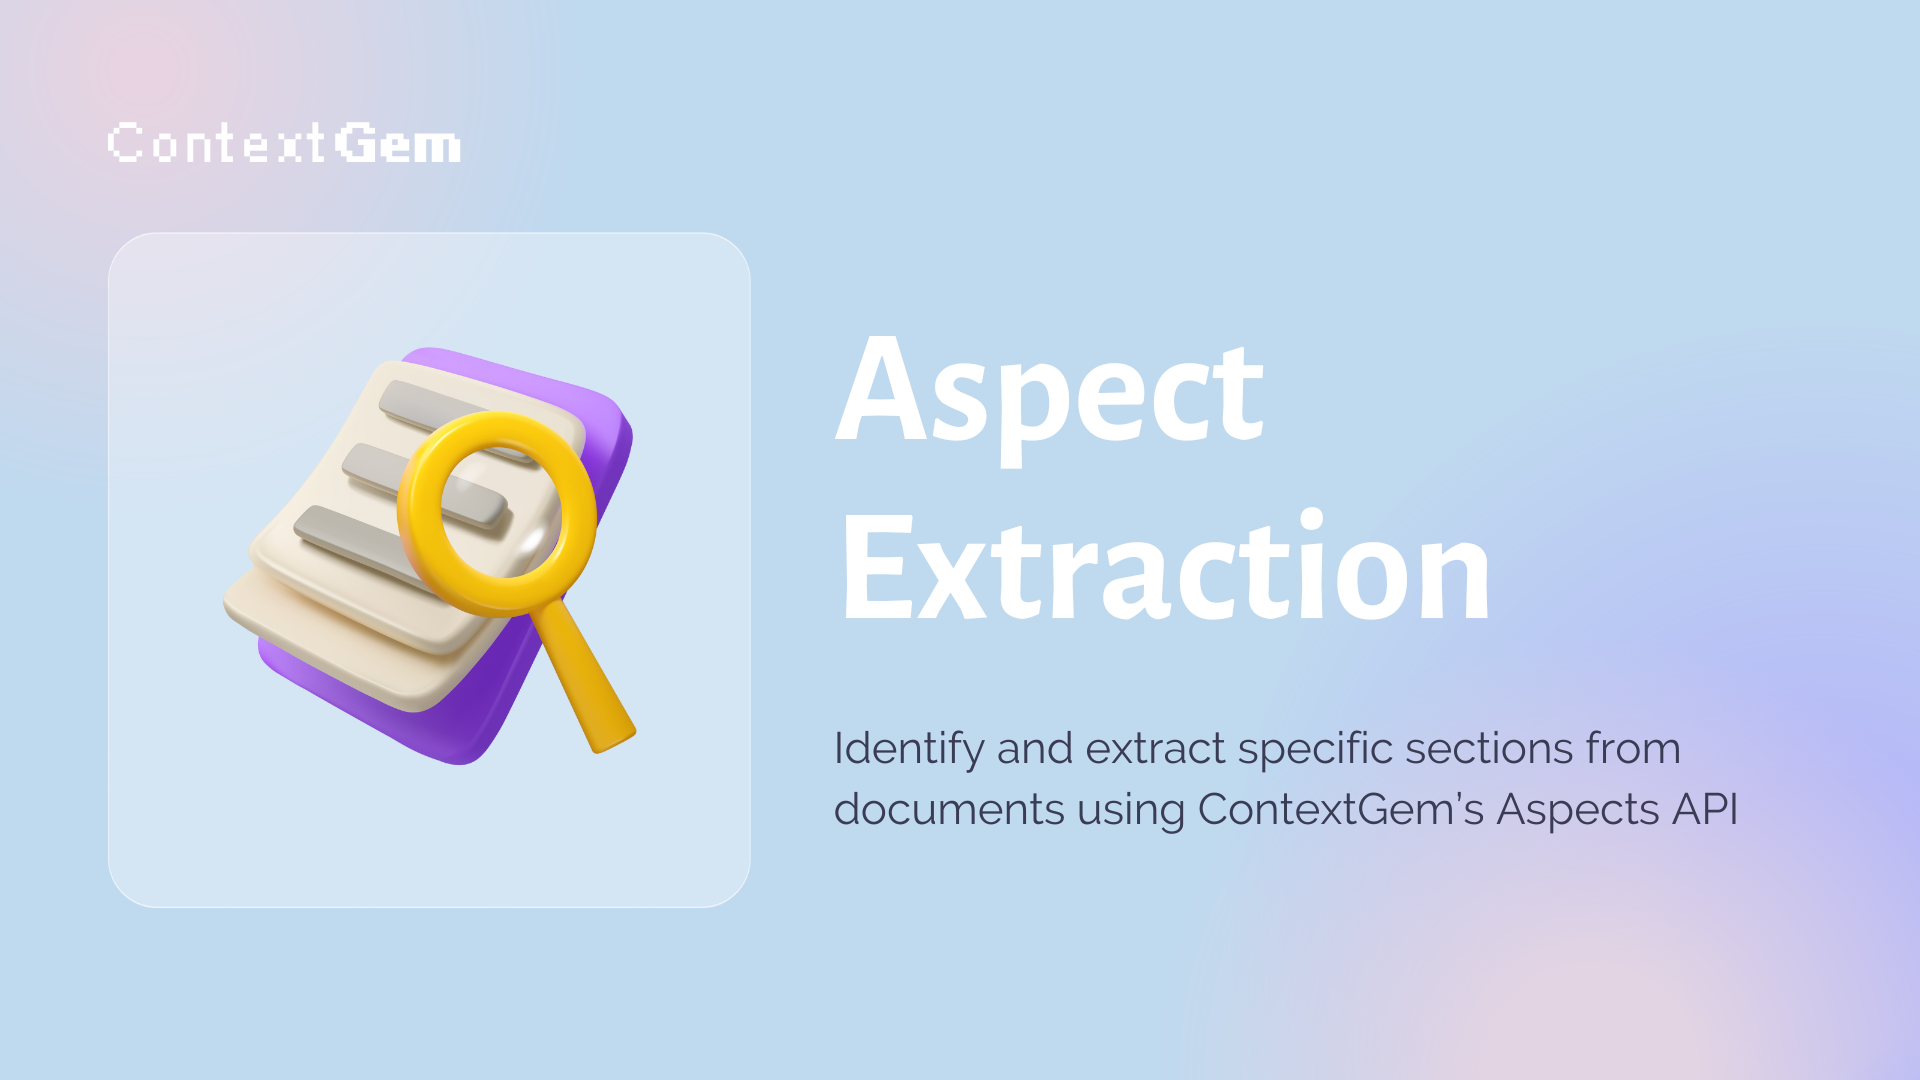 ContextGem
Aspect
Extraction
Identify and extract specific sections from
documents using ContextGem’s Aspects API